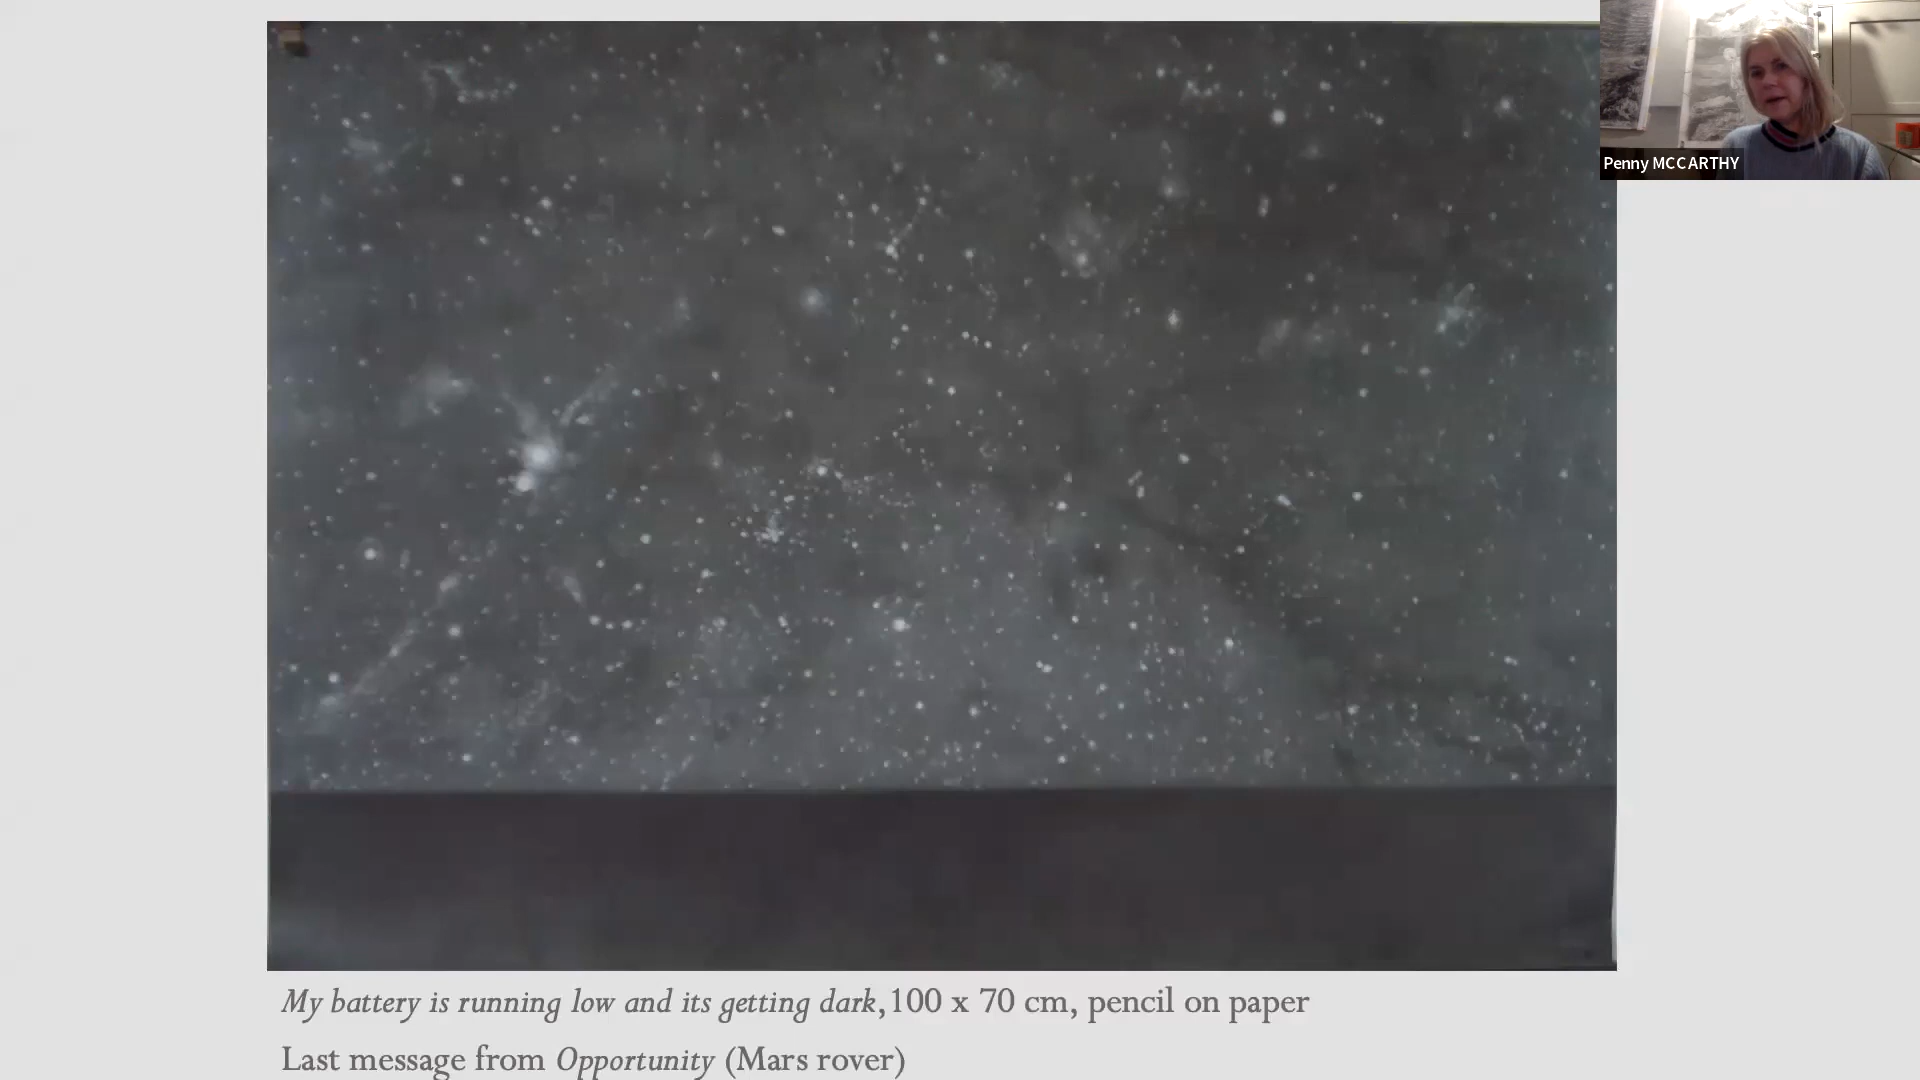 Penny MCCARTHY
My battery is running low and its getting dark, 100 x 70 cm, pencil on paper
Last message from Opportunity (Mars rover)